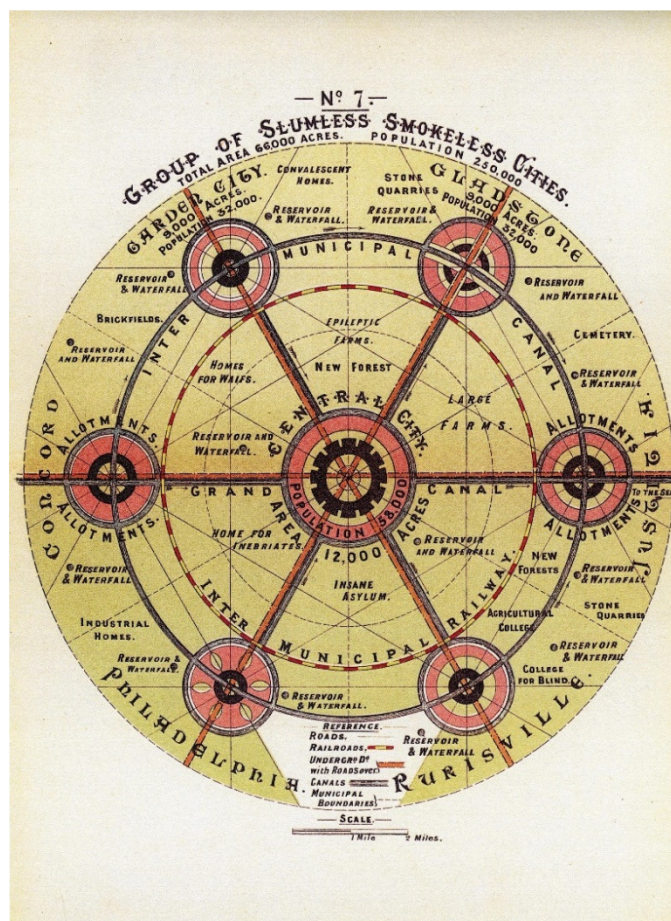 — Nº 7. —
GROUP OF SLUMLESS SMOKELESS CITIES.
TOTAL AREA 66,000 ACRES. POPULATION 250,000
GARDEN CITY.
9,000 ACRES.
POPULATION 32,000.
CONVALESCENT
HOMES.
STONE
QUARRIES
GLADSTONE
9,000 ACRES
POPULATION 32,000
RESERVOIR
& WATERFALL
RESERVOIR &
WATERFALL
RESERVOIR
& WATERFALL
RESERVOIR
AND WATERFALL
INTER MUNICIPAL CANAL
BRICKFIELDS.
CEMETERY.
RESERVOIR
AND WATERFALL
RESERVOIR
& WATERFALL
EPILEPTIC
FARMS.
HOMES
FOR WAIFS.
NEW FOREST
LARGE
FARMS.
CENTRAL CITY.
RESERVOIR AND
WATERFALL.
CONCORD
ALLOTMENTS
ALLOTMENTS
JUSTITIA
GRAND CANAL
POPULATION 58,000
AREA 12,000 ACRES
TO THE SEA
ALLOTMENTS.
ALLOTMENTS
HOME FOR
INEBRIATES.
RESERVOIR
AND WATERFALL
INSANE
ASYLUM.
NEW
FORESTS
RESERVOIR
& WATERFALL
RESERVOIR
& WATERFALL
INTER MUNICIPAL RAILWAY.
AGRICULTURAL
COLLEGE
STONE
QUARRIES
INDUSTRIAL
HOMES.
RESERVOIR &
WATERFALL.
COLLEGE
FOR BLIND.
RESERVOIR
& WATERFALL
RESERVOIR &
WATERFALL.
PHILADELPHIA.
RURISVILLE.
RESERVOIR
& WATERFALL
REFERENCE.
ROADS.
RAILROADS.
UNDERGRD Dº
with ROADS over
CANALS
MUNICIPAL
BOUNDARIES
SCALE.
1 Mile 2 Miles.